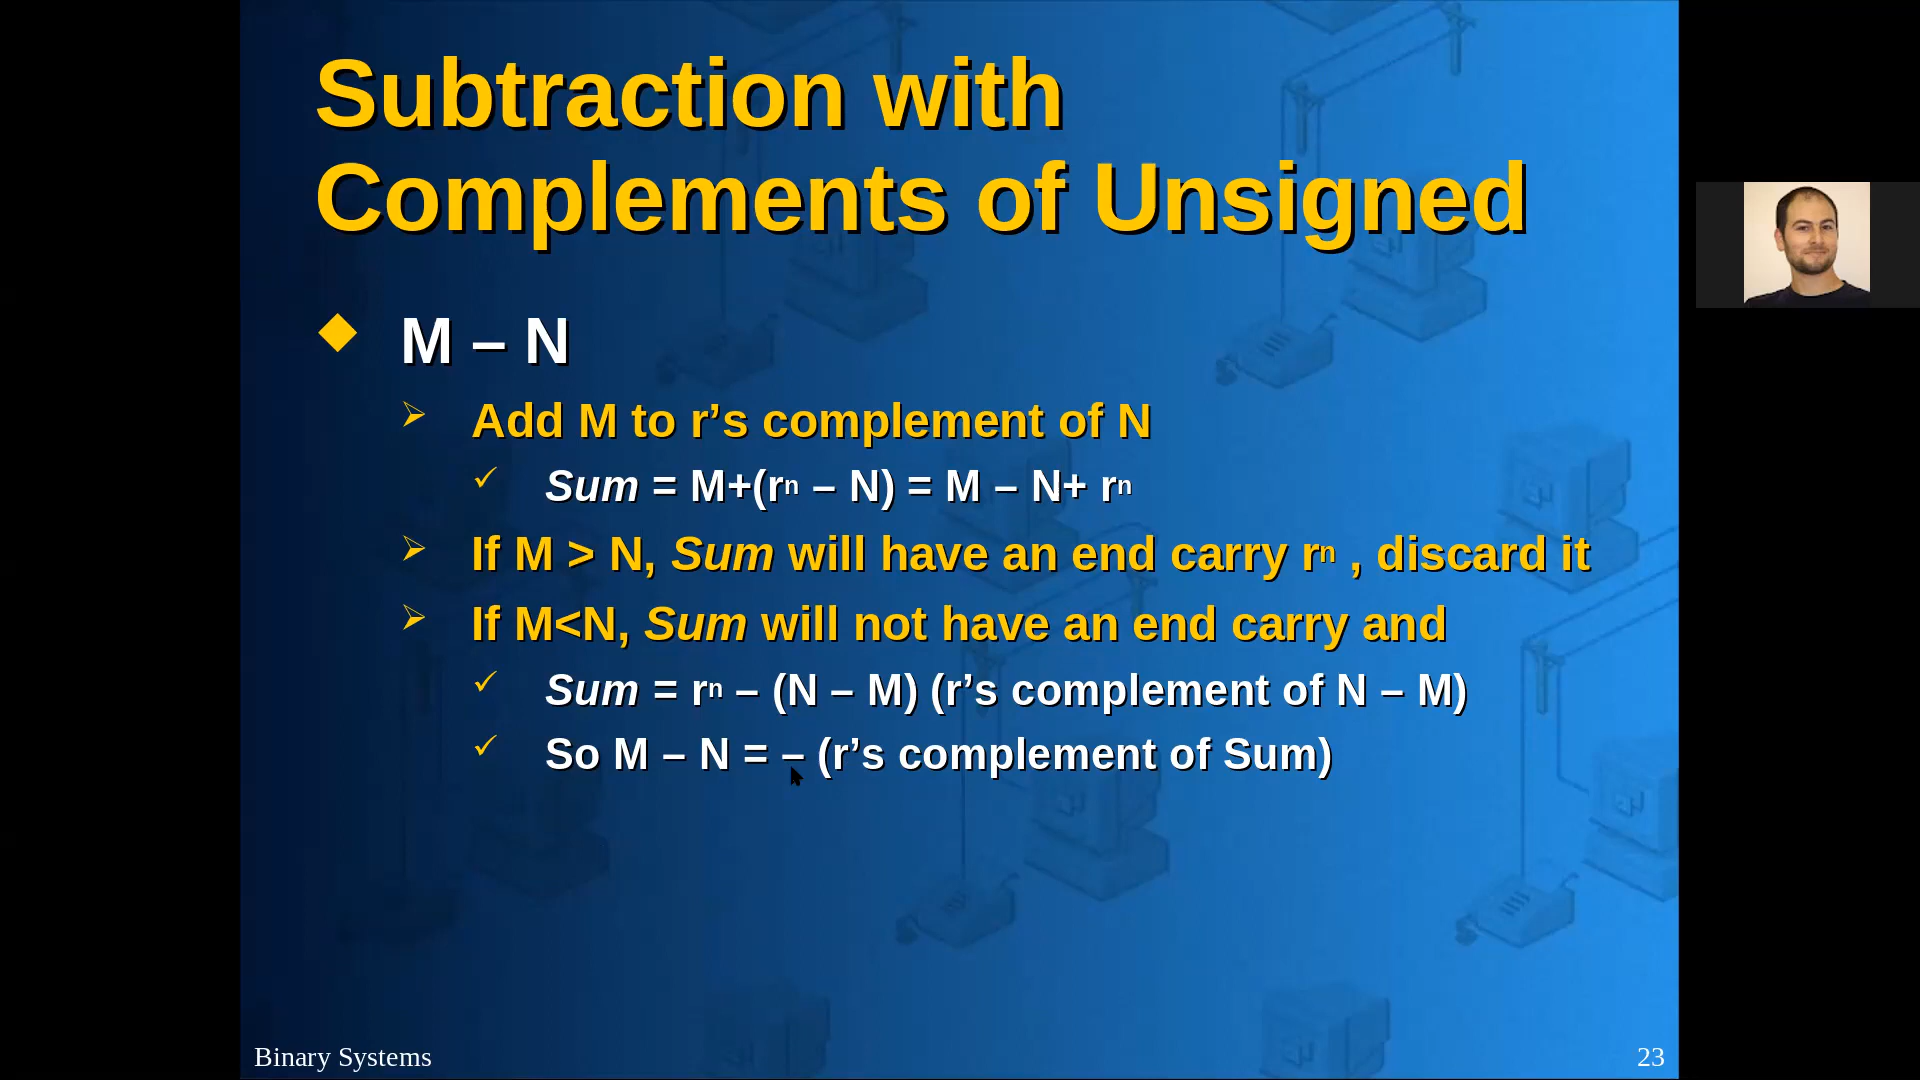 Subtraction with
Complements of Unsigned
M – N
Add M to r’s complement of N
Sum = M+(rⁿ – N) = M – N+ rⁿ
If M > N, Sum will have an end carry rⁿ , discard it
If M<N, Sum will not have an end carry and
Sum = rⁿ – (N – M) (r’s complement of N – M)
So M – N = – (r’s complement of Sum)
Binary Systems
23